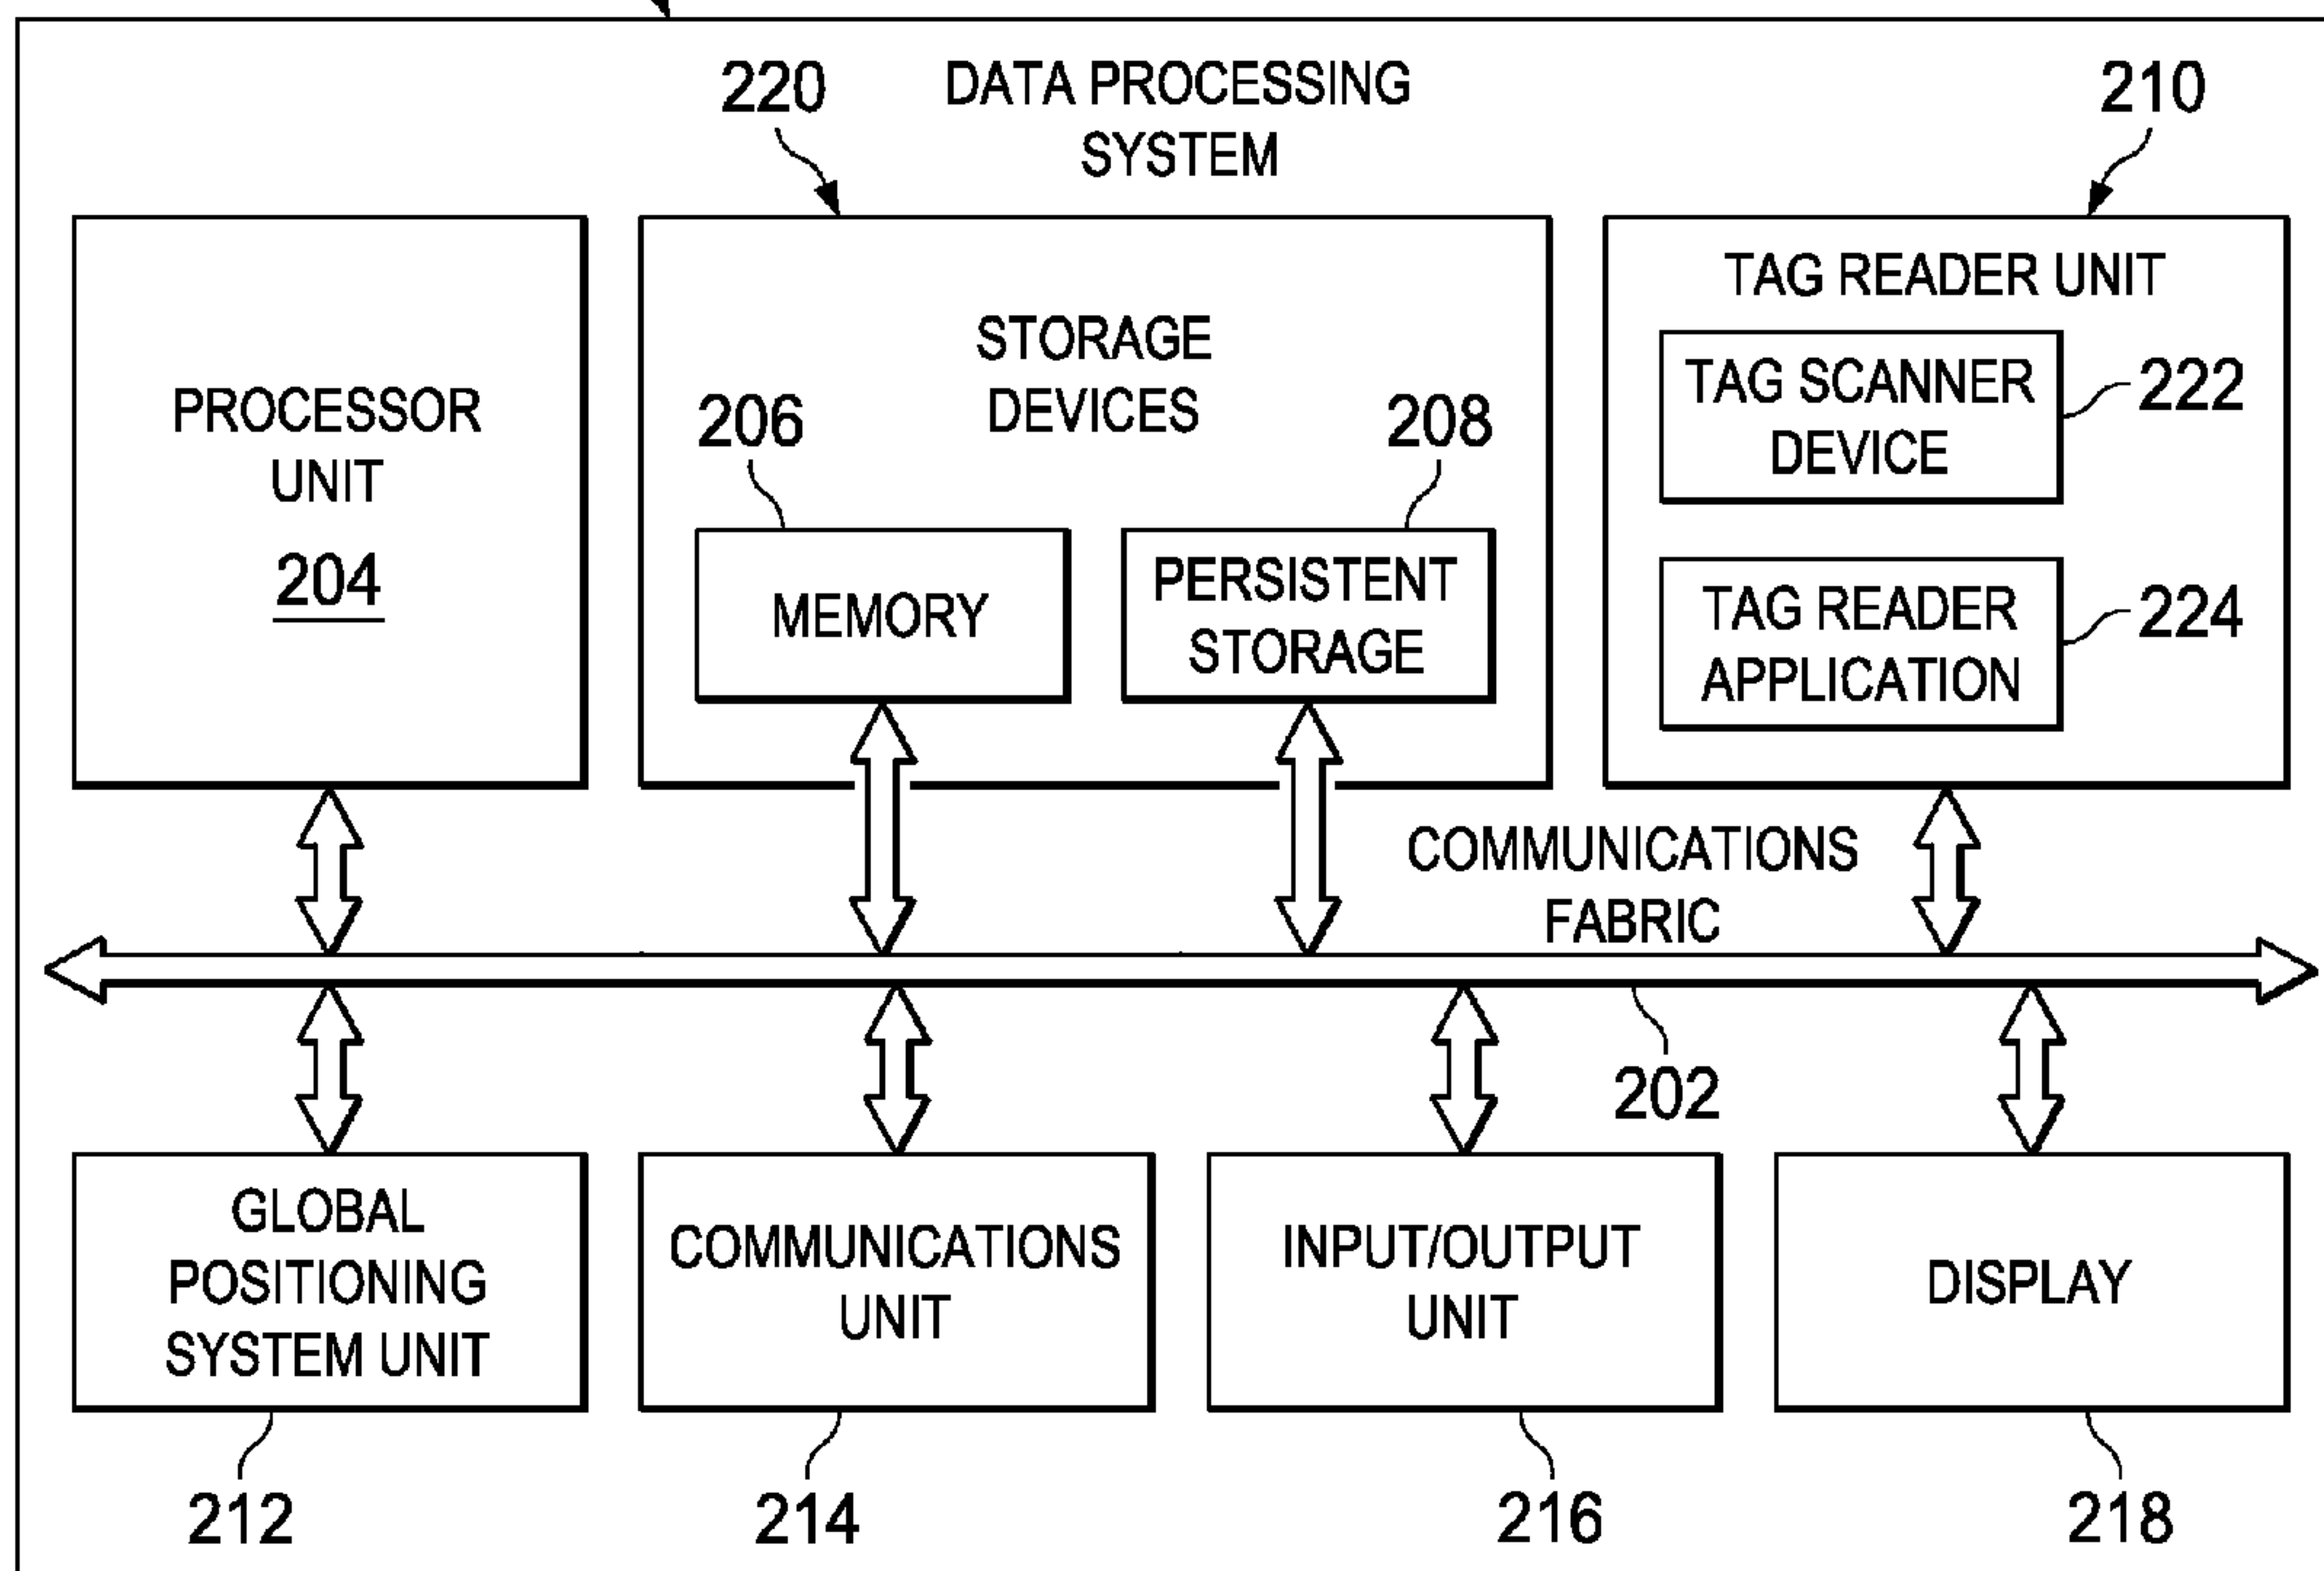 220
DATA PROCESSING
SYSTEM
210
PROCESSOR
UNIT
204
STORAGE
DEVICES
206
208
MEMORY
PERSISTENT
STORAGE
TAG READER UNIT
TAG SCANNER
DEVICE
222
TAG READER
APPLICATION
224
COMMUNICATIONS
FABRIC
202
GLOBAL
POSITIONING
SYSTEM UNIT
COMMUNICATIONS
UNIT
INPUT/OUTPUT
UNIT
DISPLAY
212
214
216
218